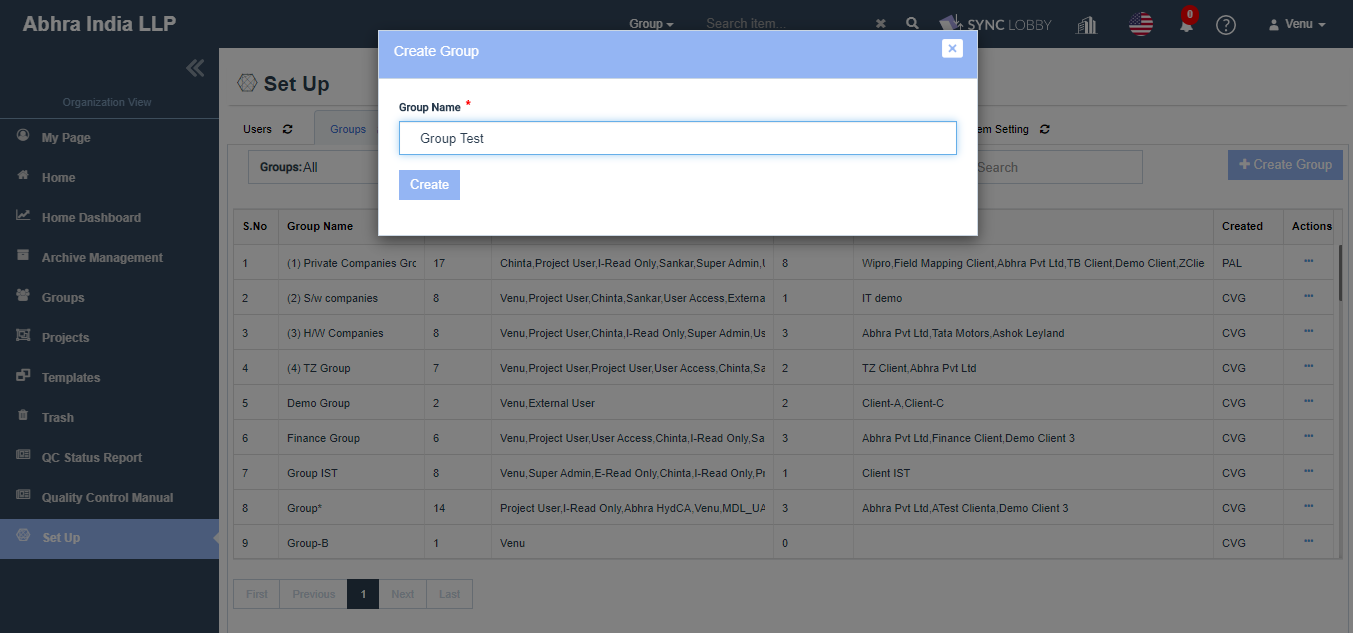 Abhra India LLP
Group
Search item...
SYNC LOBBY
0
Venu
Create Group
Group Name *
Group Test
Create
Organization View
My Page
Home
Home Dashboard
Archive Management
Groups
Projects
Templates
Trash
QC Status Report
Quality Control Manual
Set Up
Set Up
Users
Groups
em Setting
Groups:All
Search
Create Group
S.No Group Name Created Actions
1 (1) Private Companies Grc 17 Chinta,Project User,I-Read Only,Sankar,Super Admin,U 8 Wipro,Field Mapping Client,Abhra Pvt Ltd,TB Client,Demo Client,ZClie PAL
2 (2) S/w companies 8 Venu,Project User,Chinta,Sankar,User Access,Externa 1 IT demo CVG
3 (3) H/W Companies 8 Venu,Project User,Chinta,I-Read Only,Super Admin,Us 3 Abhra Pvt Ltd,Tata Motors,Ashok Leyland CVG
4 (4) TZ Group 7 Venu,Project User,Project User,User Access,Chinta,Sa 2 TZ Client,Abhra Pvt Ltd CVG
5 Demo Group 2 Venu,External User 2 Client-A,Client-C CVG
6 Finance Group 6 Venu,Project User,User Access,Chinta,I-Read Only,Sa 3 Abhra Pvt Ltd,Finance Client,Demo Client 3 CVG
7 Group IST 8 Venu,Super Admin,E-Read Only,Chinta,I-Read Only,Pr 1 Client IST CVG
8 Group* 14 Project User,I-Read Only,Abhra HydCA,Venu,MDL_UA 3 Abhra Pvt Ltd,ATest Clienta,Demo Client 3 CVG
9 Group-B 1 Venu 0 CVG
First Previous 1 Next Last